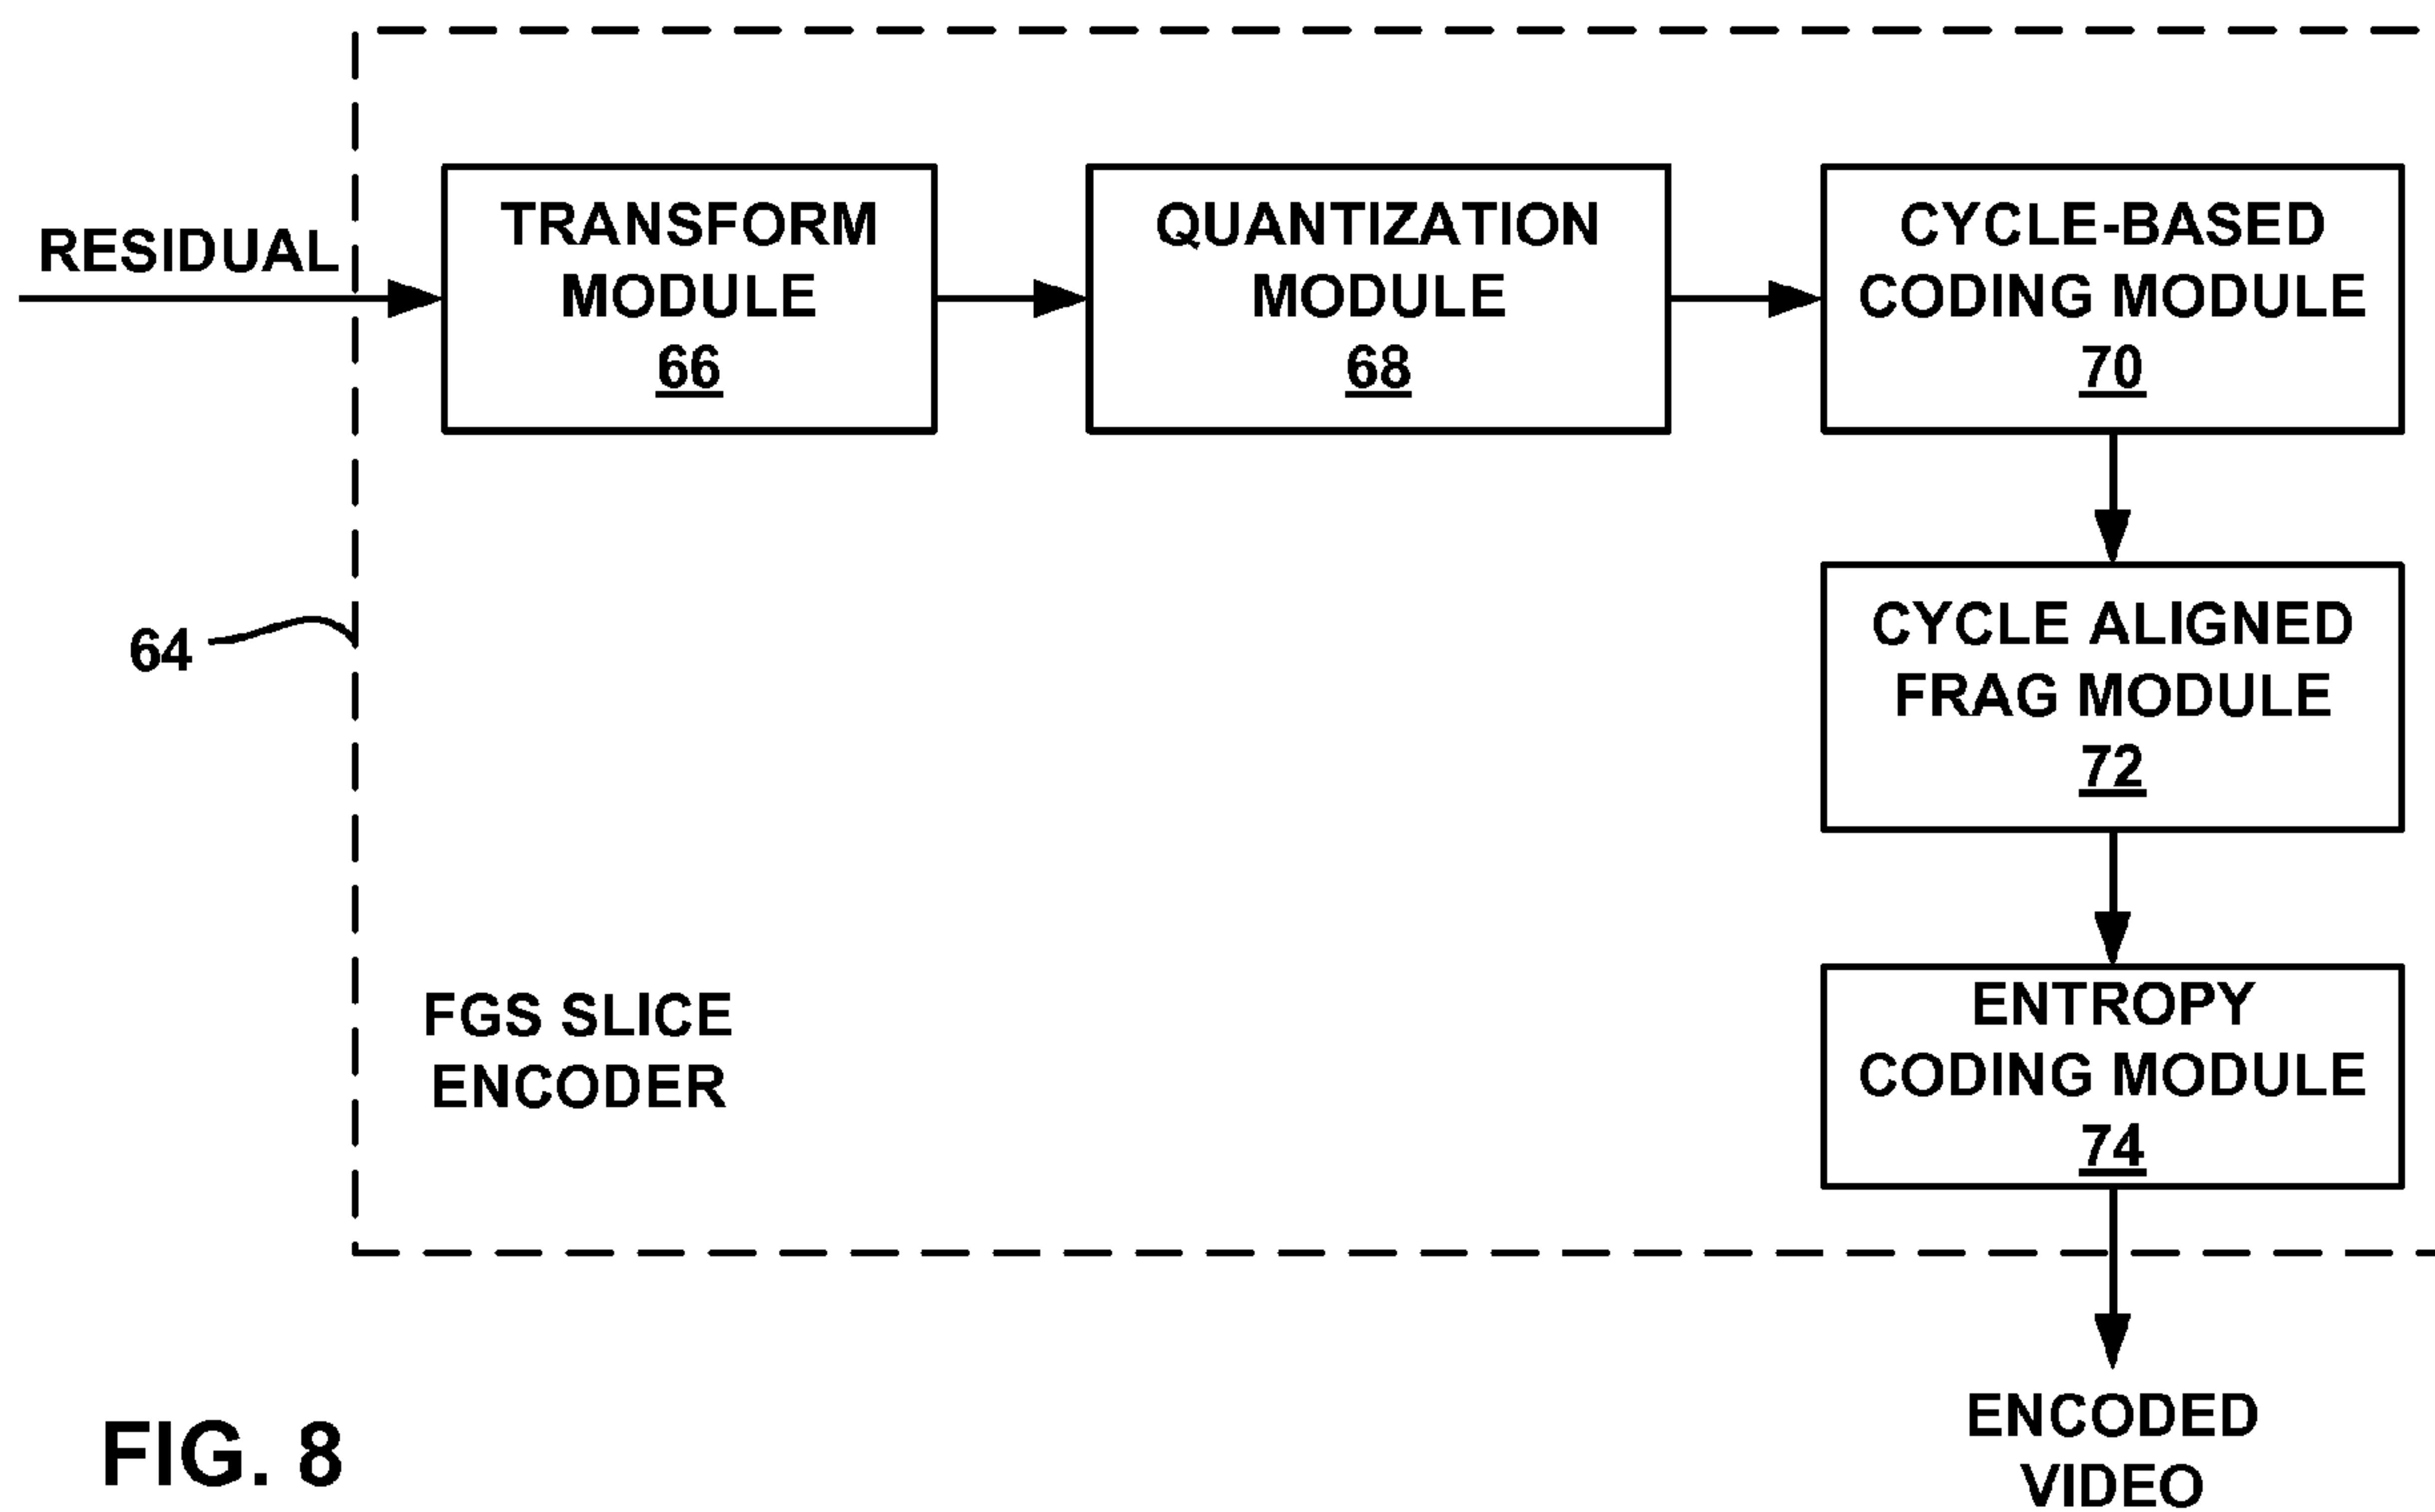 RESIDUAL
TRANSFORM
MODULE
66
QUANTIZATION
MODULE
68
CYCLE-BASED
CODING MODULE
70
CYCLE ALIGNED
FRAG MODULE
72
64
ENTROPY
CODING MODULE
74
FGS SLICE
ENCODER
ENCODED
VIDEO
FIG. 8